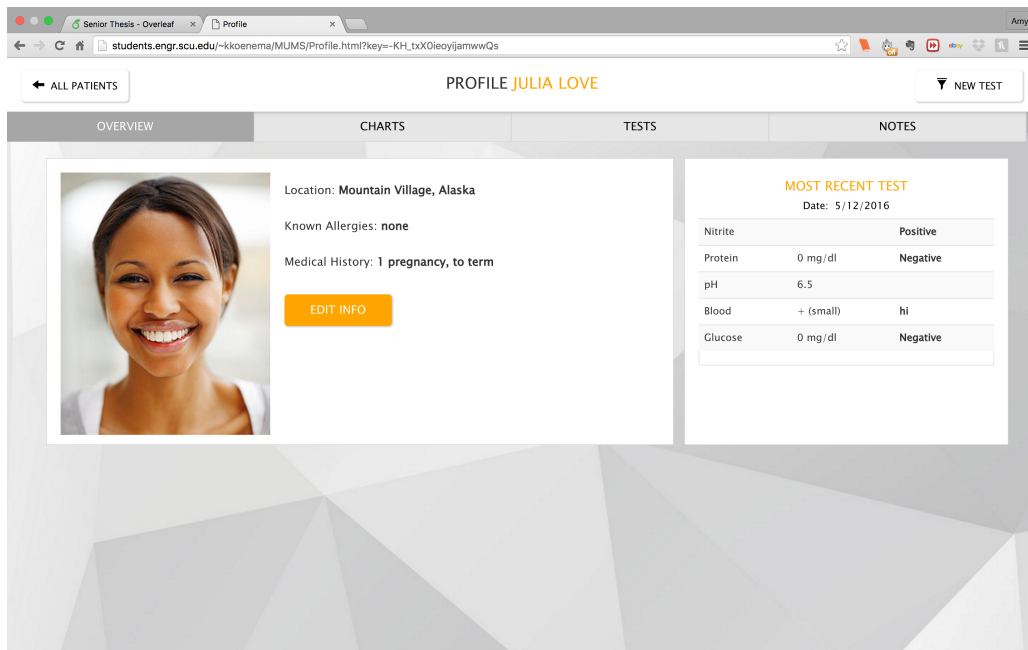 Senior Thesis - Overleaf
Profile
Amy
students.engr.scu.edu/~kkoenema/MUMS/Profile.html?key=-KH_txX0ieoyijamwwQs
off
ebay
ALL PATIENTS
PROFILE JULIA LOVE
NEW TEST
OVERVIEW
CHARTS
TESTS
NOTES
Location: Mountain Village, Alaska
Known Allergies: none
Medical History: 1 pregnancy, to term
EDIT INFO
MOST RECENT TEST
Date: 5/12/2016
Nitrite Positive
Protein 0 mg/dl Negative
pH 6.5
Blood + (small) hi
Glucose 0 mg/dl Negative